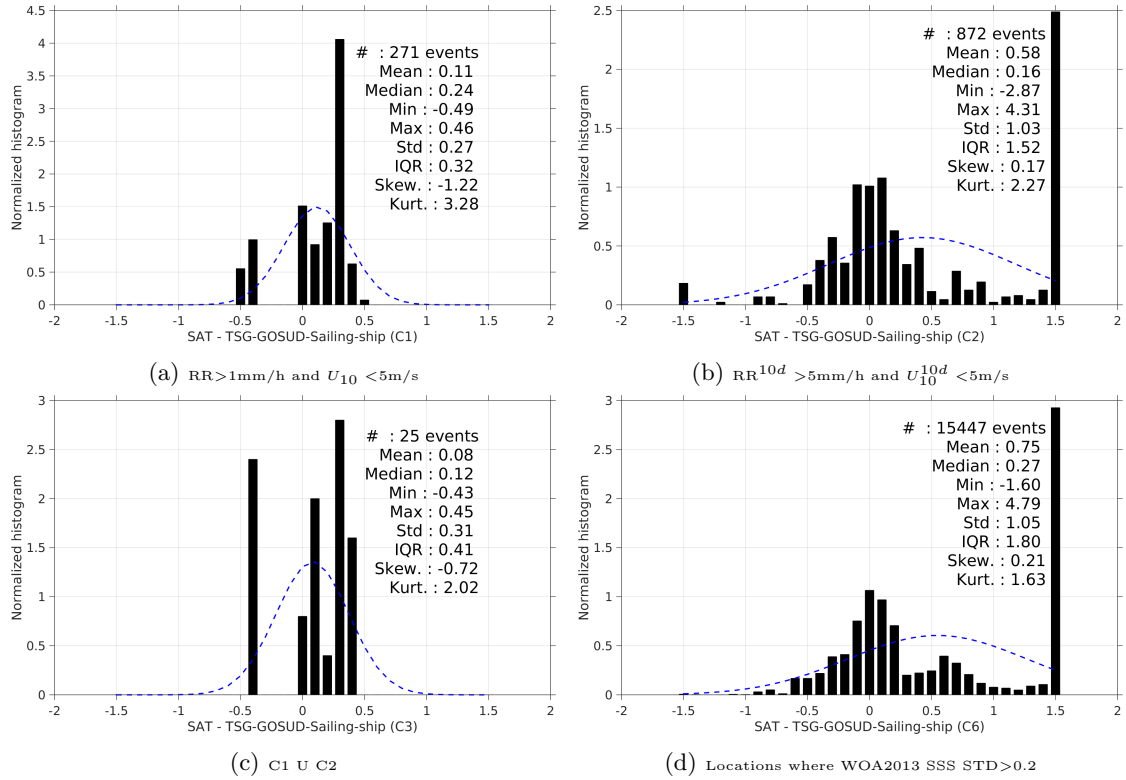 4.5
4
3.5
3
2.5
2
1.5
1
0.5
0
-2 -1.5 -1 -0.5 0 0.5 1 1.5 2
Normalized histogram
# : 271 events
Mean : 0.11
Median : 0.24
Min : -0.49
Max : 0.46
Std : 0.27
IQR : 0.32
Skew. : -1.22
Kurt. : 3.28
SAT - TSG-GOSUD-Sailing-ship (C1)
(a) RR>1mm/h and U10 <5m/s
2.5
2
1.5
1
0.5
0
-2 -1.5 -1 -0.5 0 0.5 1 1.5 2
Normalized histogram
# : 872 events
Mean : 0.58
Median : 0.16
Min : -2.87
Max : 4.31
Std : 1.03
IQR : 1.52
Skew. : 0.17
Kurt. : 2.27
SAT - TSG-GOSUD-Sailing-ship (C2)
(b) RR^10d >5mm/h and U10^10d <5m/s
3
2.5
2
1.5
1
0.5
0
-2 -1.5 -1 -0.5 0 0.5 1 1.5 2
Normalized histogram
# : 25 events
Mean : 0.08
Median : 0.12
Min : -0.43
Max : 0.45
Std : 0.31
IQR : 0.41
Skew. : -0.72
Kurt. : 2.02
SAT - TSG-GOSUD-Sailing-ship (C3)
(c) C1 U C2
3
2.5
2
1.5
1
0.5
0
-2 -1.5 -1 -0.5 0 0.5 1 1.5 2
Normalized histogram
# : 15447 events
Mean : 0.75
Median : 0.27
Min : -1.60
Max : 4.79
Std : 1.05
IQR : 1.80
Skew. : 0.21
Kurt. : 1.63
SAT - TSG-GOSUD-Sailing-ship (C6)
(d) Locations where WOA2013 SSS STD>0.2